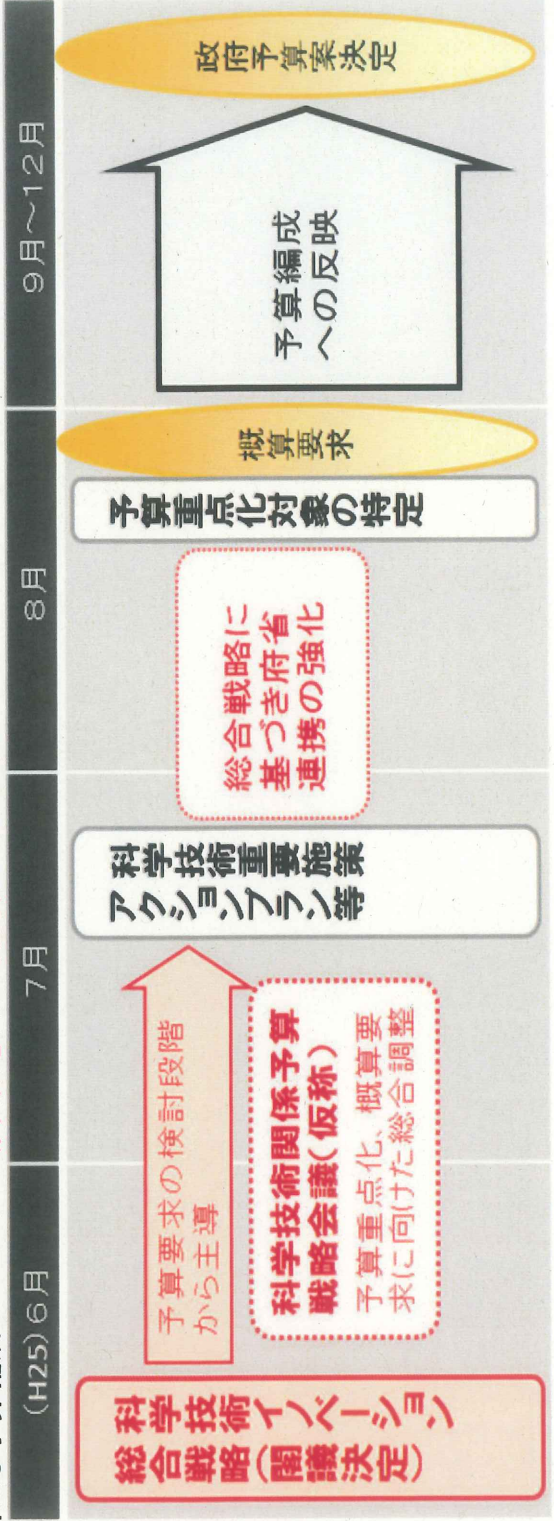 (H25)6月
7月
8月
9月～12月
科学技術イノベーション
総合戦略(閣議決定)
予算要求の検討段階
から主導
科学技術関係予算
戦略会議(仮称)
予算重点化、概算要
求に向けた総合調整
科学技術重要施策
アクションプラン等
総合戦略に
基づき府省
連携の強化
予算重点化対象の特定
概算要求
予算編成
への反映
政府予算案決定